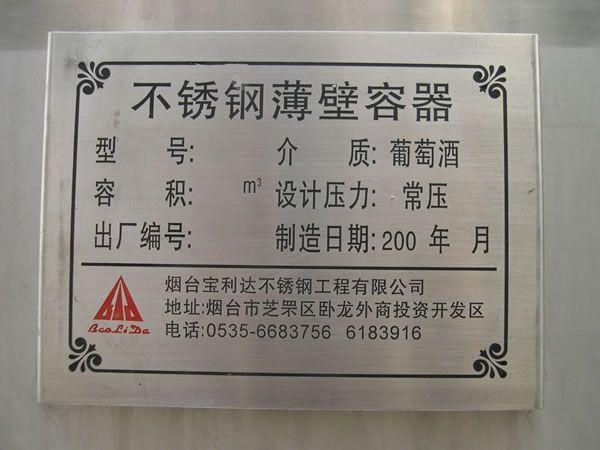 不锈钢薄壁容器
型 号: 介 质: 葡萄酒
容 积: m³ 设计压力: 常压
出厂编号: 制造日期: 200 年 月
烟台宝利达不锈钢工程有限公司
地址:烟台市芝罘区卧龙外商投资开发区
电话:0535-6683756 6183916
BaoLiDa